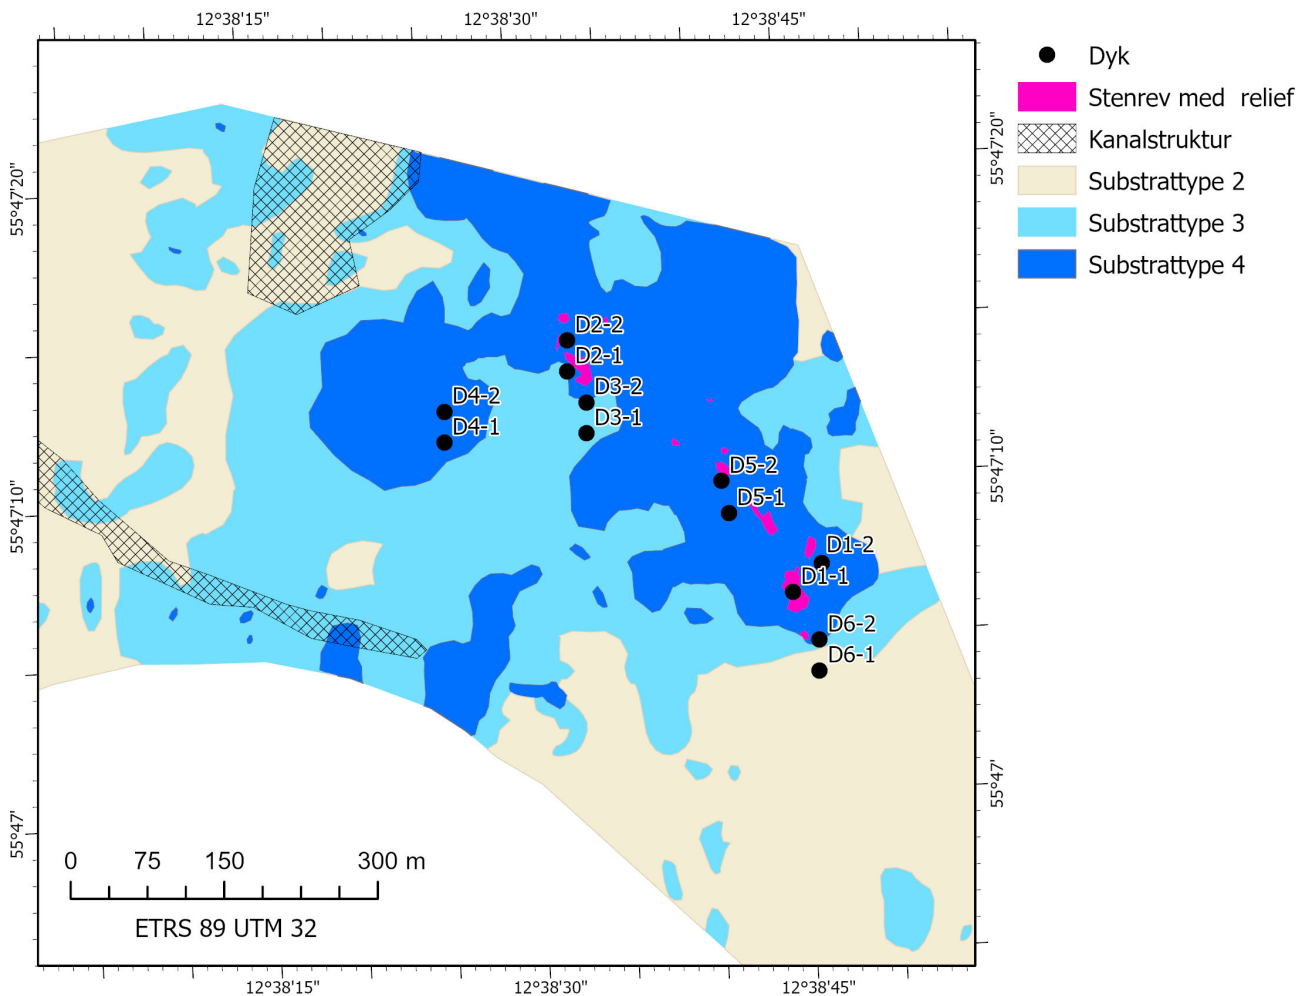 12°38'15" 12°38'30" 12°38'45"
Dyk
Stenrev med relief
Kanalstruktur
Substrattype 2
Substrattype 3
Substrattype 4
55°47'20"
55°47'20"
D2-2
D2-1
D3-2
D3-1
D4-2
D4-1
D5-2
D5-1
55°47'10"
55°47'10"
D1-2
D1-1
D6-2
D6-1
55°47'
55°47'
0 75 150 300 m
ETRS 89 UTM 32
12°38'15" 12°38'30" 12°38'45"